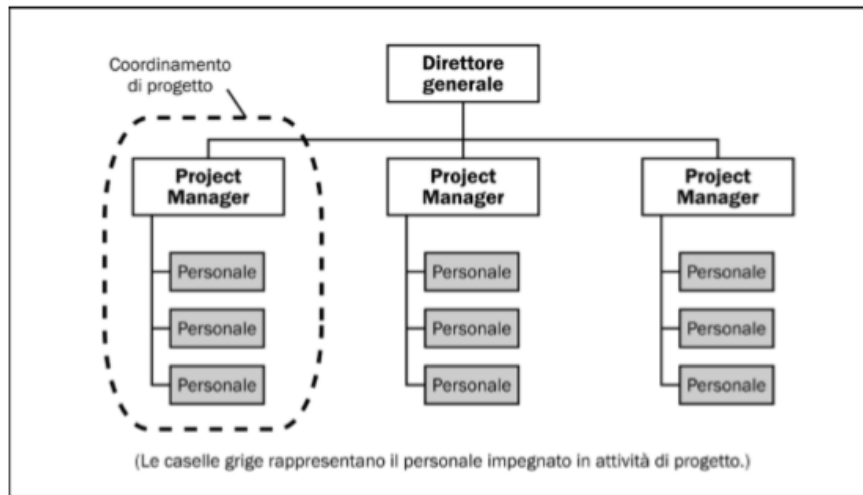 Coordinamento
di progetto
Direttore
generale
Project
Manager
Project
Manager
Project
Manager
Personale
Personale
Personale
Personale
Personale
Personale
Personale
Personale
Personale
(Le caselle grige rappresentano il personale impegnato in attività di progetto.)